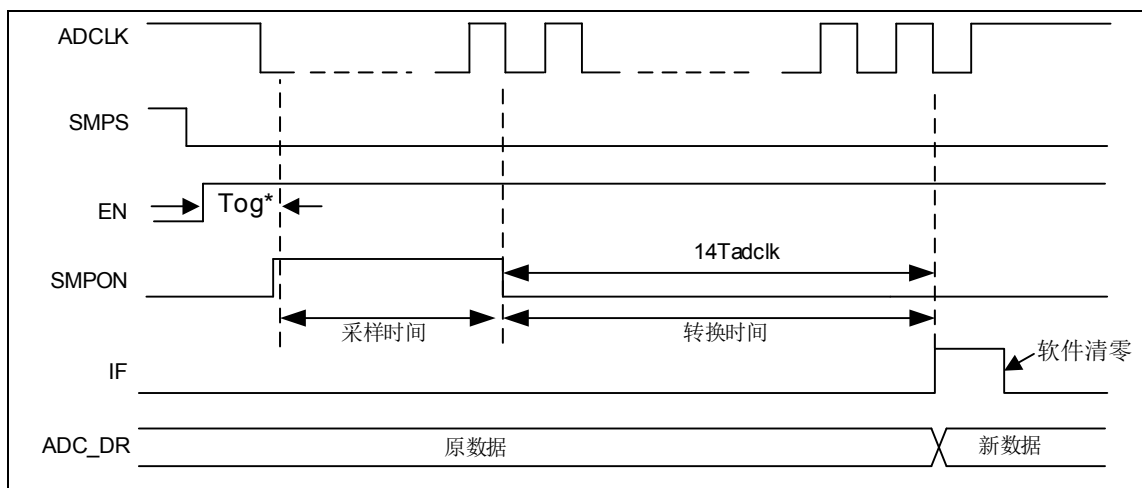 ADCLK
SMPS
EN
Tog*
SMPON
14Tadclk
采样时间
转换时间
IF
软件清零
ADC_DR
原数据
新数据